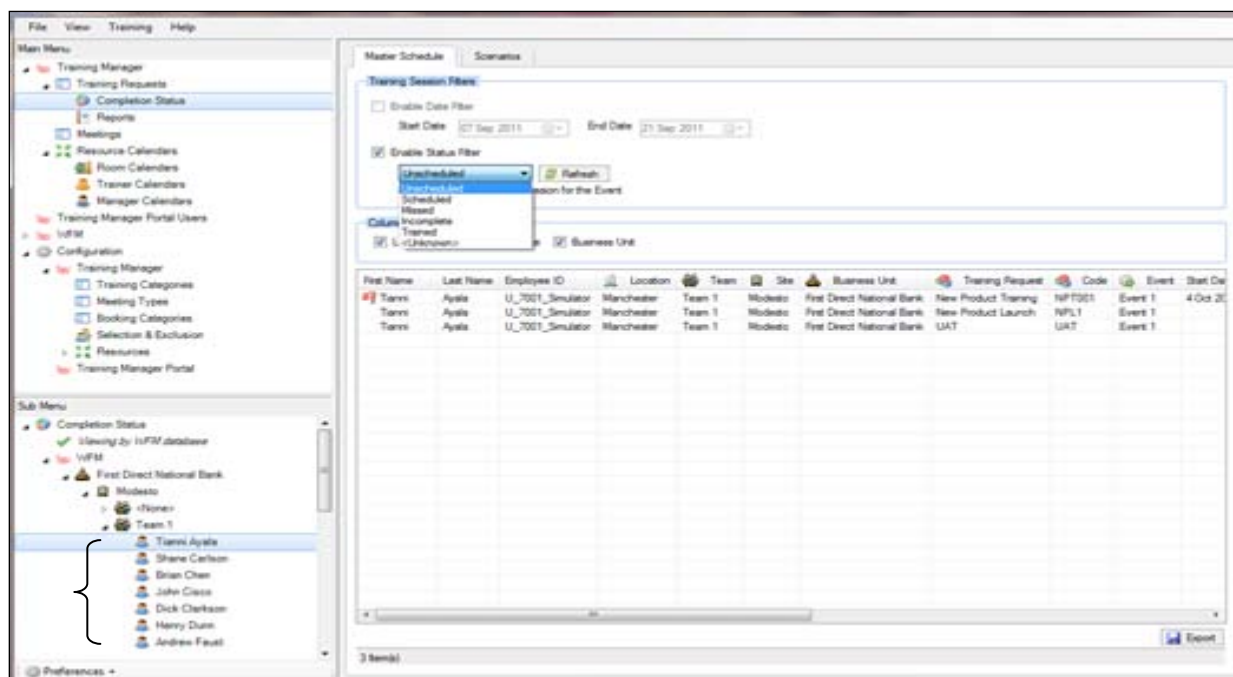 File View Training Help
Main Menu
Training Manager
Training Requests
Completion Status
Reports
Meetings
Resource Calendars
Room Calendars
Trainer Calendars
Manager Calendars
Training Manager Portal Users
WFM
Configuration
Training Manager
Training Categories
Meeting Types
Booking Categories
Selection & Exclusion
Resources
Training Manager Portal
Sub Menu
Completion Status
Viewing by WFM database
WFM
First Direct National Bank
Modesto
<None>
Team 1
Tianni Ayala
Shane Carlson
Brian Chen
John Cisco
Dick Clarkson
Henry Dunn
Andrew Faust
Preferences
Master Schedule Scenarios
Training Session Filters
Enable Date Filter
Start Date 07 Sep 2011 End Date 21 Sep 2011
Enable Status Filter
Unscheduled Refresh
Unscheduled for the Event
Scheduled
Missed
Incomplete
Trained
<Unknown> Business Unit
First Name Last Name Employee ID Location Team Site Business Unit Training Request Code Event Start Da
Tianni Ayala U_7001_Simulator Manchester Team 1 Modesto First Direct National Bank New Product Training NPT001 Event 1 4 Oct 20
Tianni Ayala U_7001_Simulator Manchester Team 1 Modesto First Direct National Bank New Product Launch NPL1 Event 1
Tianni Ayala U_7001_Simulator Manchester Team 1 Modesto First Direct National Bank UAT UAT Event 1
Export
3 Item(s)